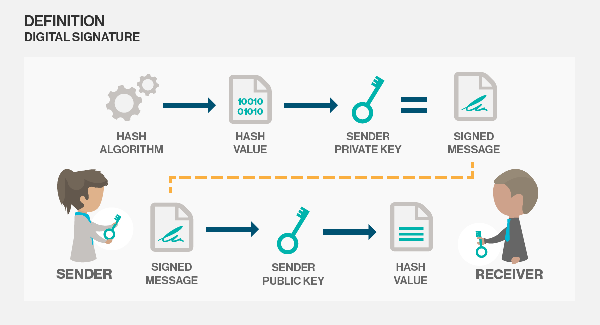 DEFINITION
DIGITAL SIGNATURE
10010
01010
HASH
ALGORITHM
HASH
VALUE
SENDER
PRIVATE KEY
SIGNED
MESSAGE
SENDER
SIGNED
MESSAGE
SENDER
PUBLIC KEY
HASH
VALUE
RECEIVER